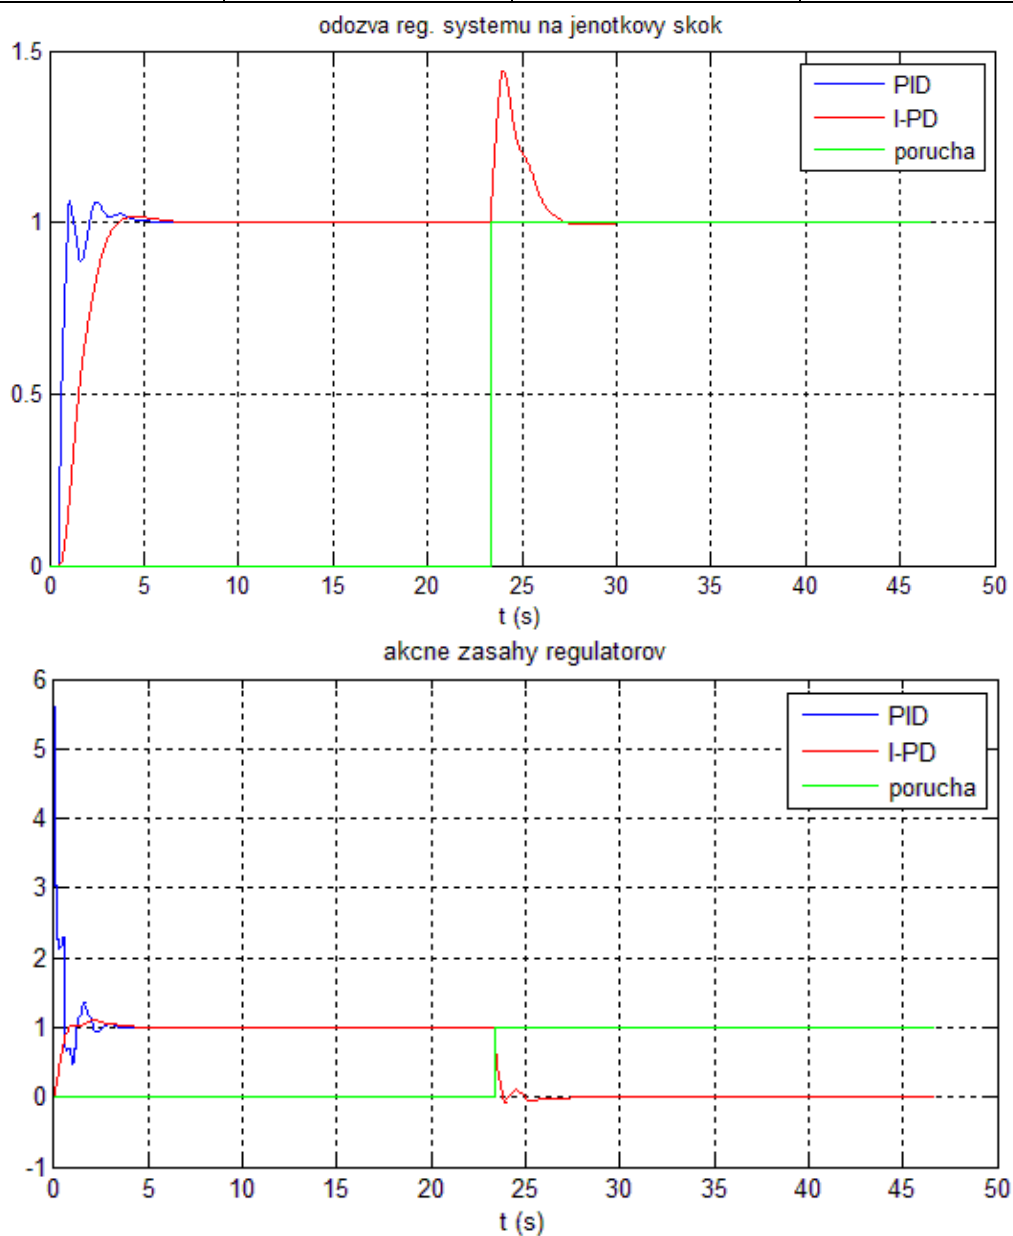 odozva reg. systemu na jenotkovy skok
1.5
1
0.5
0
PID
I-PD
porucha
0 5 10 15 20 25 30 35 40 45 50
t (s)
akcne zasahy regulatorov
6
5
4
3
2
1
0
-1
PID
I-PD
porucha
0 5 10 15 20 25 30 35 40 45 50
t (s)